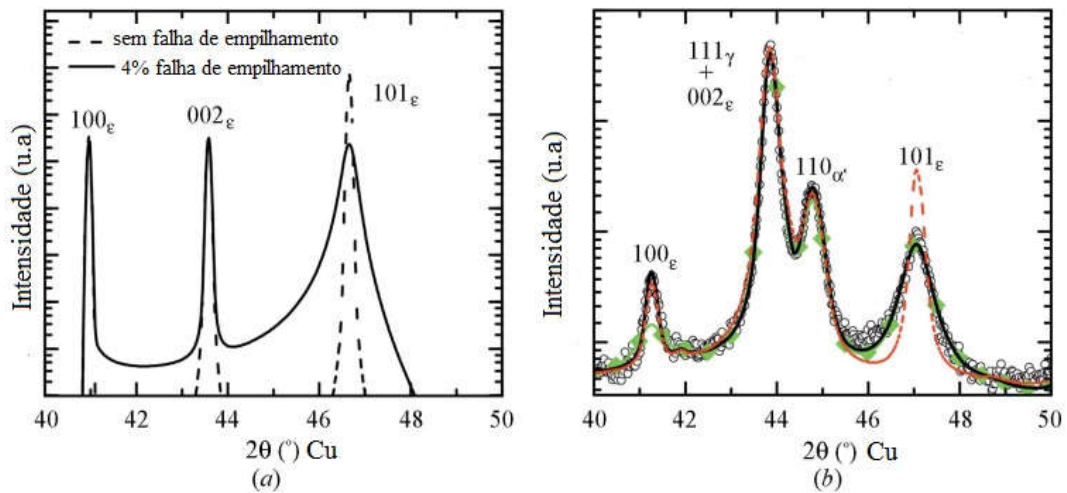 sem falha de empilhamento
4% falha de empilhamento
100ε
002ε
101ε
Intensidade (u.a)
40 42 44 46 48 50
2θ (°) Cu
(a)
111γ
+
002ε
110α'
101ε
100ε
Intensidade (u.a)
40 42 44 46 48 50
2θ (°) Cu
(b)